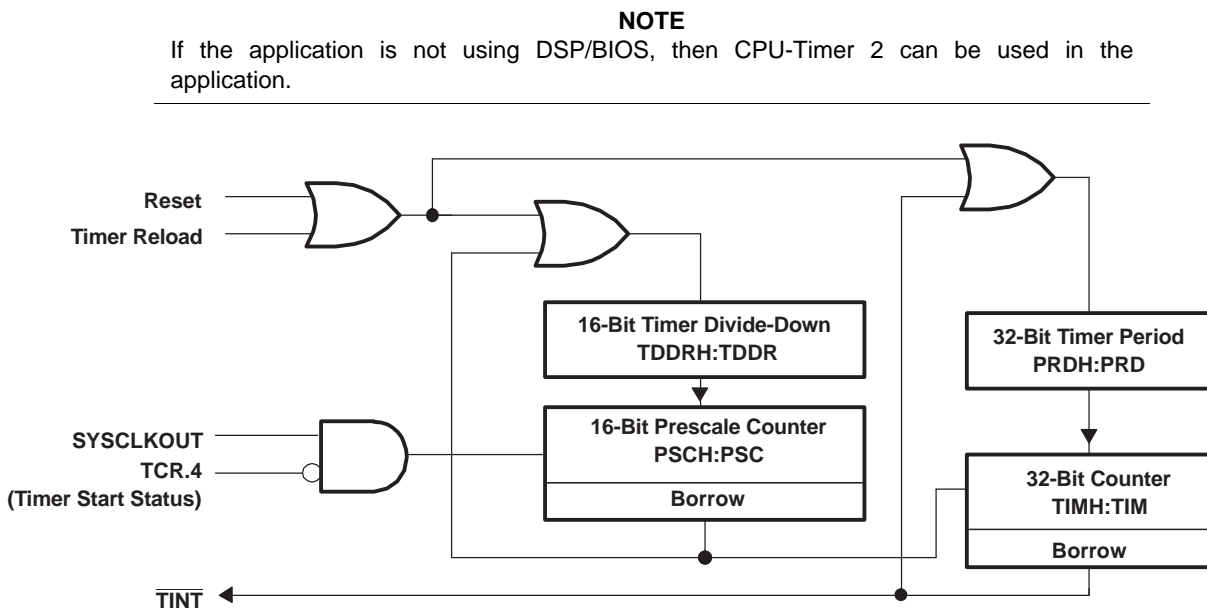 NOTE
If the application is not using DSP/BIOS, then CPU-Timer 2 can be used in the
application.
Reset
Timer Reload
16-Bit Timer Divide-Down
TDDRH:TDDR
32-Bit Timer Period
PRDH:PRD
16-Bit Prescale Counter
PSCH:PSC
Borrow
SYSCLKOUT
TCR.4
(Timer Start Status)
32-Bit Counter
TIMH:TIM
Borrow
TINT